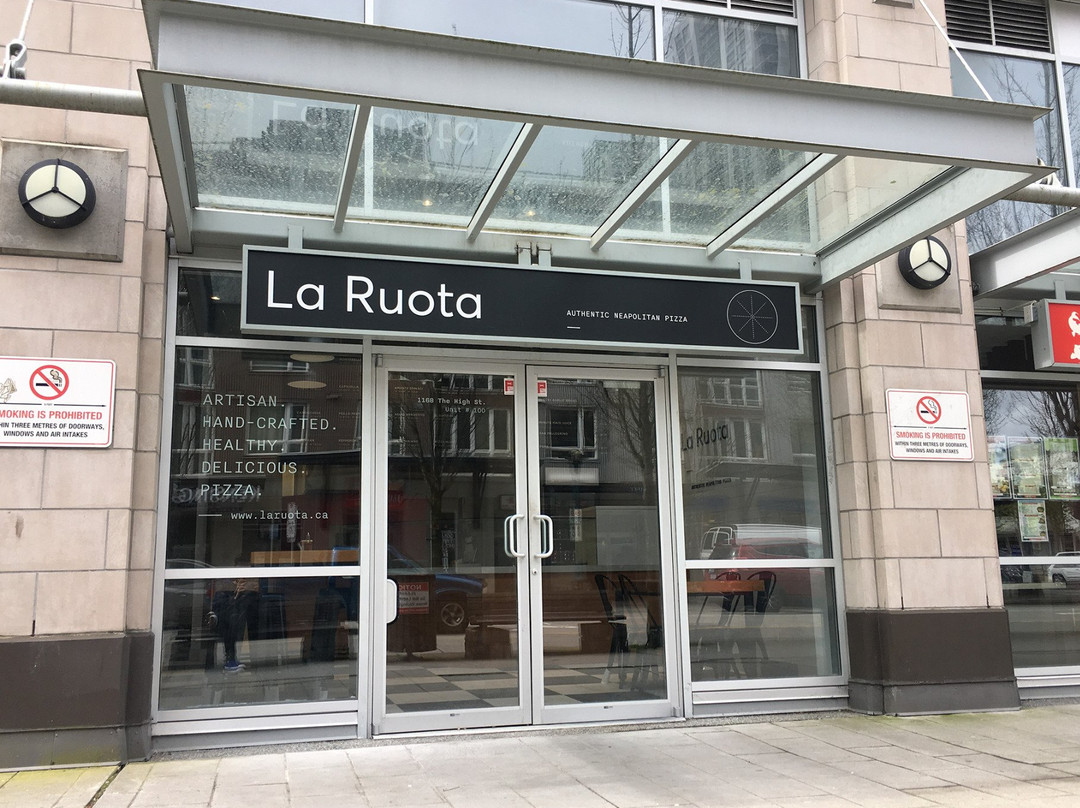 La Ruota
AUTHENTIC NEAPOLITAN PIZZA
SMOKING IS PROHIBITED
WITHIN THREE METRES OF DOORWAYS,
WINDOWS AND AIR INTAKES
ARTISAN.
HAND-CRAFTED.
HEALTHY.
DELICIOUS.
PIZZA.
www.laruota.ca
1168 The High St.
Unit # 100
La Ruota
SMOKING IS PROHIBITED
WITHIN THREE METRES OF DOORWAYS,
WINDOWS AND AIR INTAKES